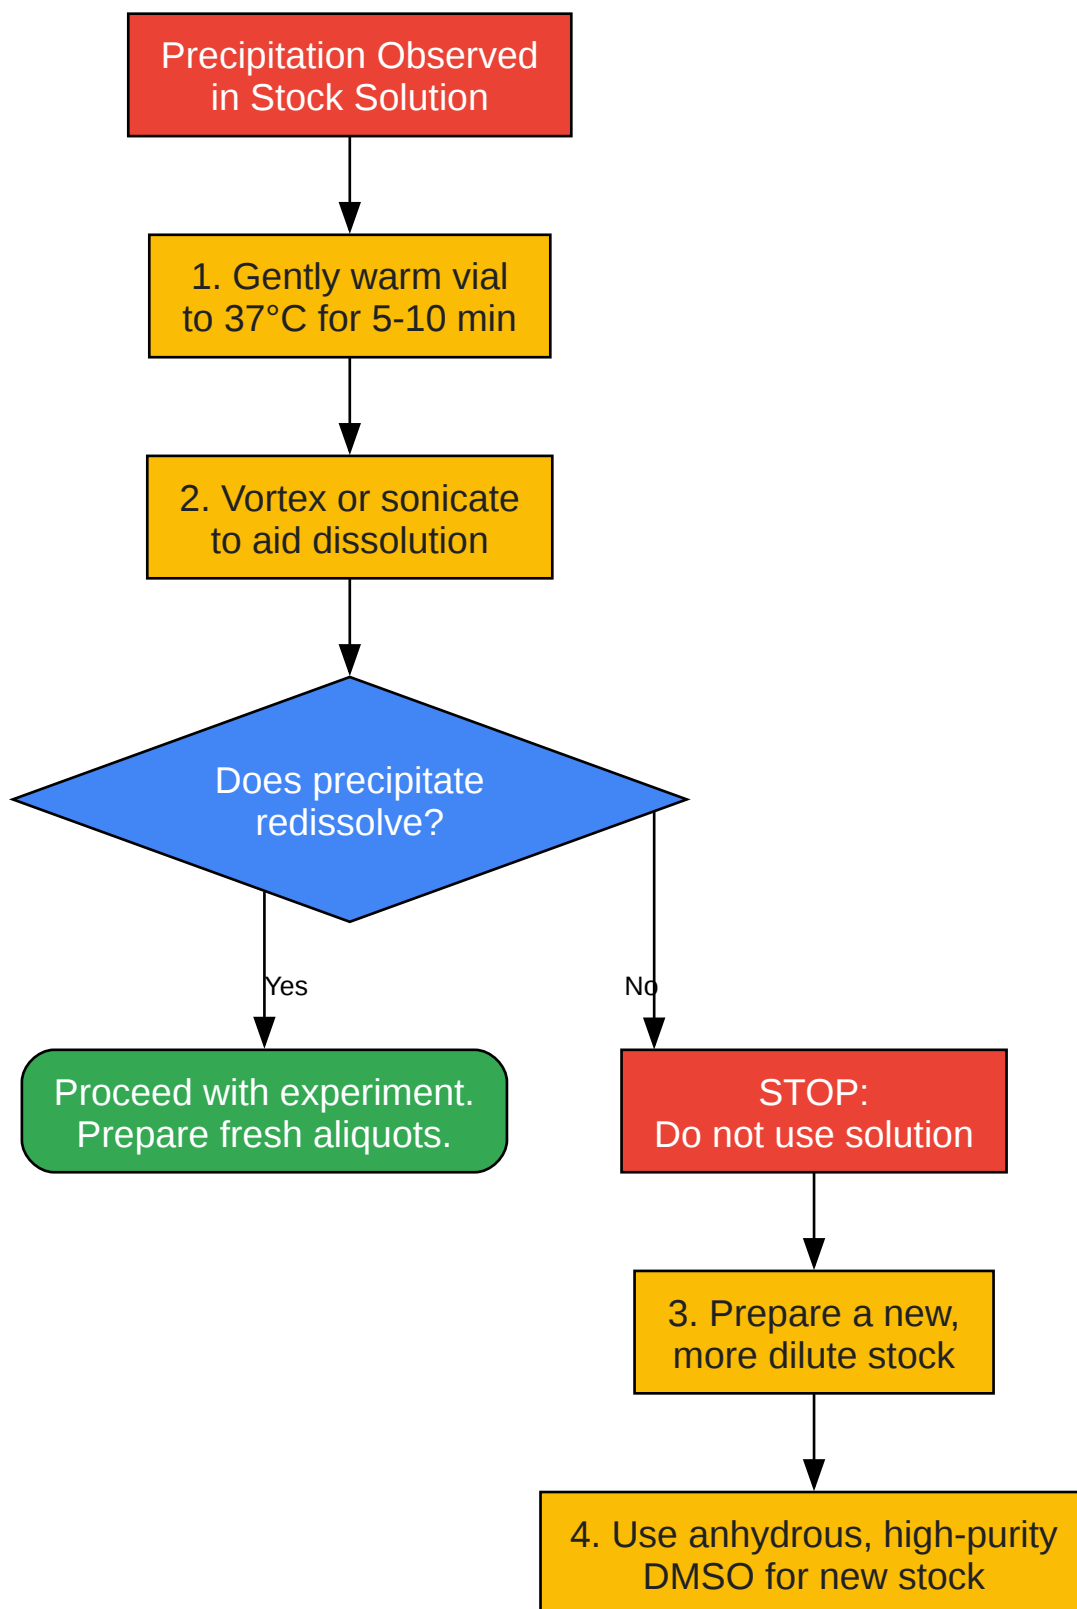 Precipitation Observed
in Stock Solution
1. Gently warm vial
to 37°C for 5-10 min
2. Vortex or sonicate
to aid dissolution
Does precipitate
redissolve?
Yes
No
Proceed with experiment.
Prepare fresh aliquots.
STOP:
Do not use solution
3. Prepare a new,
more dilute stock
4. Use anhydrous, high-purity
DMSO for new stock